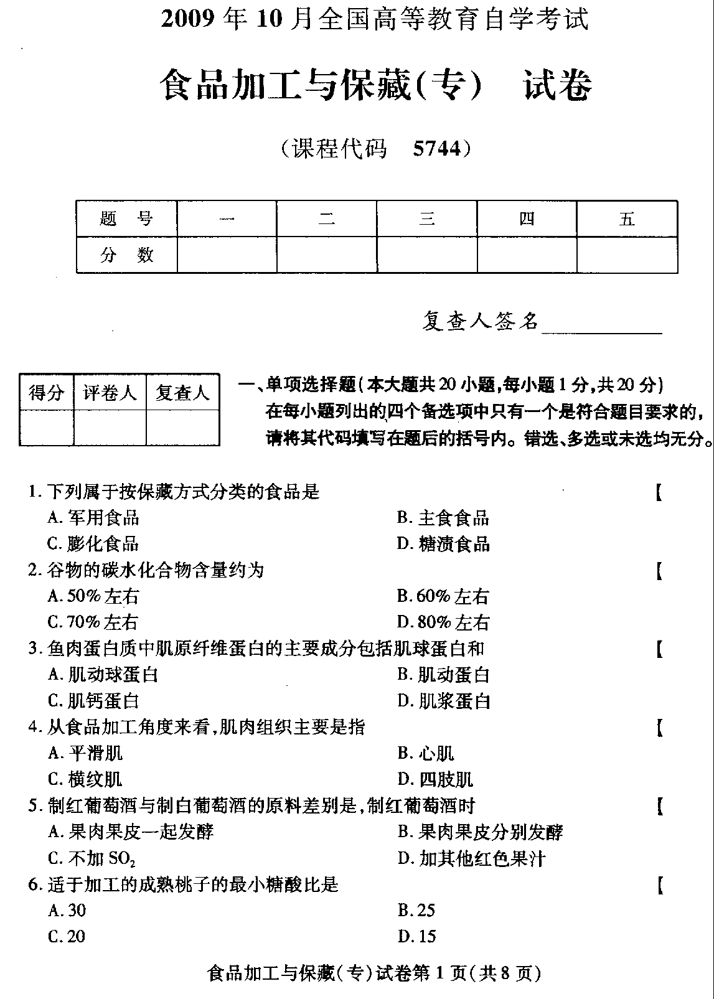 2009 年 10 月全国高等教育自学考试
食品加工与保藏(专) 试卷
(课程代码 5744)
题 号 一 二 三 四 五
分 数
复查人签名
得分 评卷人 复查人
一、单项选择题(本大题共 20 小题,每小题 1 分,共 20 分)
在每小题列出的四个备选项中只有一个是符合题目要求的,
请将其代码填写在题后的括号内。错选、多选或未选均无分。
1. 下列属于按保藏方式分类的食品是 【
A. 军用食品 B. 主食食品
C. 膨化食品 D. 糖渍食品
2. 谷物的碳水化合物含量约为 【
A. 50% 左右 B. 60% 左右
C. 70% 左右 D. 80% 左右
3. 鱼肉蛋白质中肌原纤维蛋白的主要成分包括肌球蛋白和 【
A. 肌动球蛋白 B. 肌动蛋白
C. 肌钙蛋白 D. 肌浆蛋白
4. 从食品加工角度来看,肌肉组织主要是指 【
A. 平滑肌 B. 心肌
C. 横纹肌 D. 四肢肌
5. 制红葡萄酒与制白葡萄酒的原料差别是,制红葡萄酒时 【
A. 果肉果皮一起发酵 B. 果肉果皮分别发酵
C. 不加 SO₂ D. 加其他红色果汁
6. 适于加工的成熟桃子的最小糖酸比是 【
A. 30 B. 25
C. 20 D. 15
食品加工与保藏(专)试卷第 1 页(共 8 页)